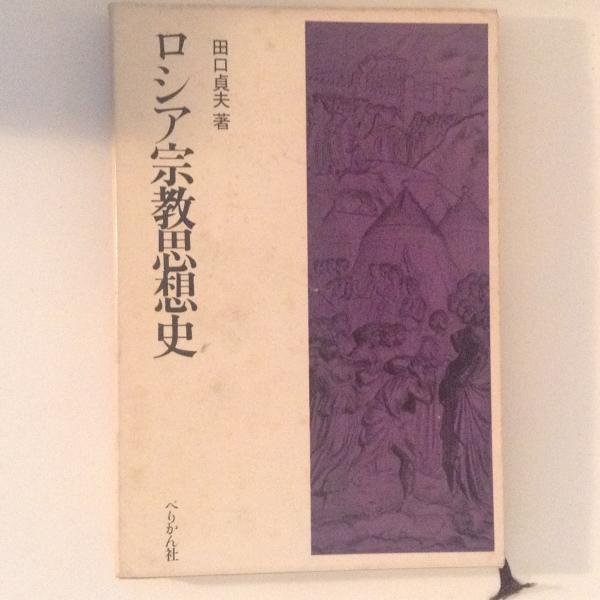 田口貞夫 著
ロシア宗教思想史
ぺりかん社